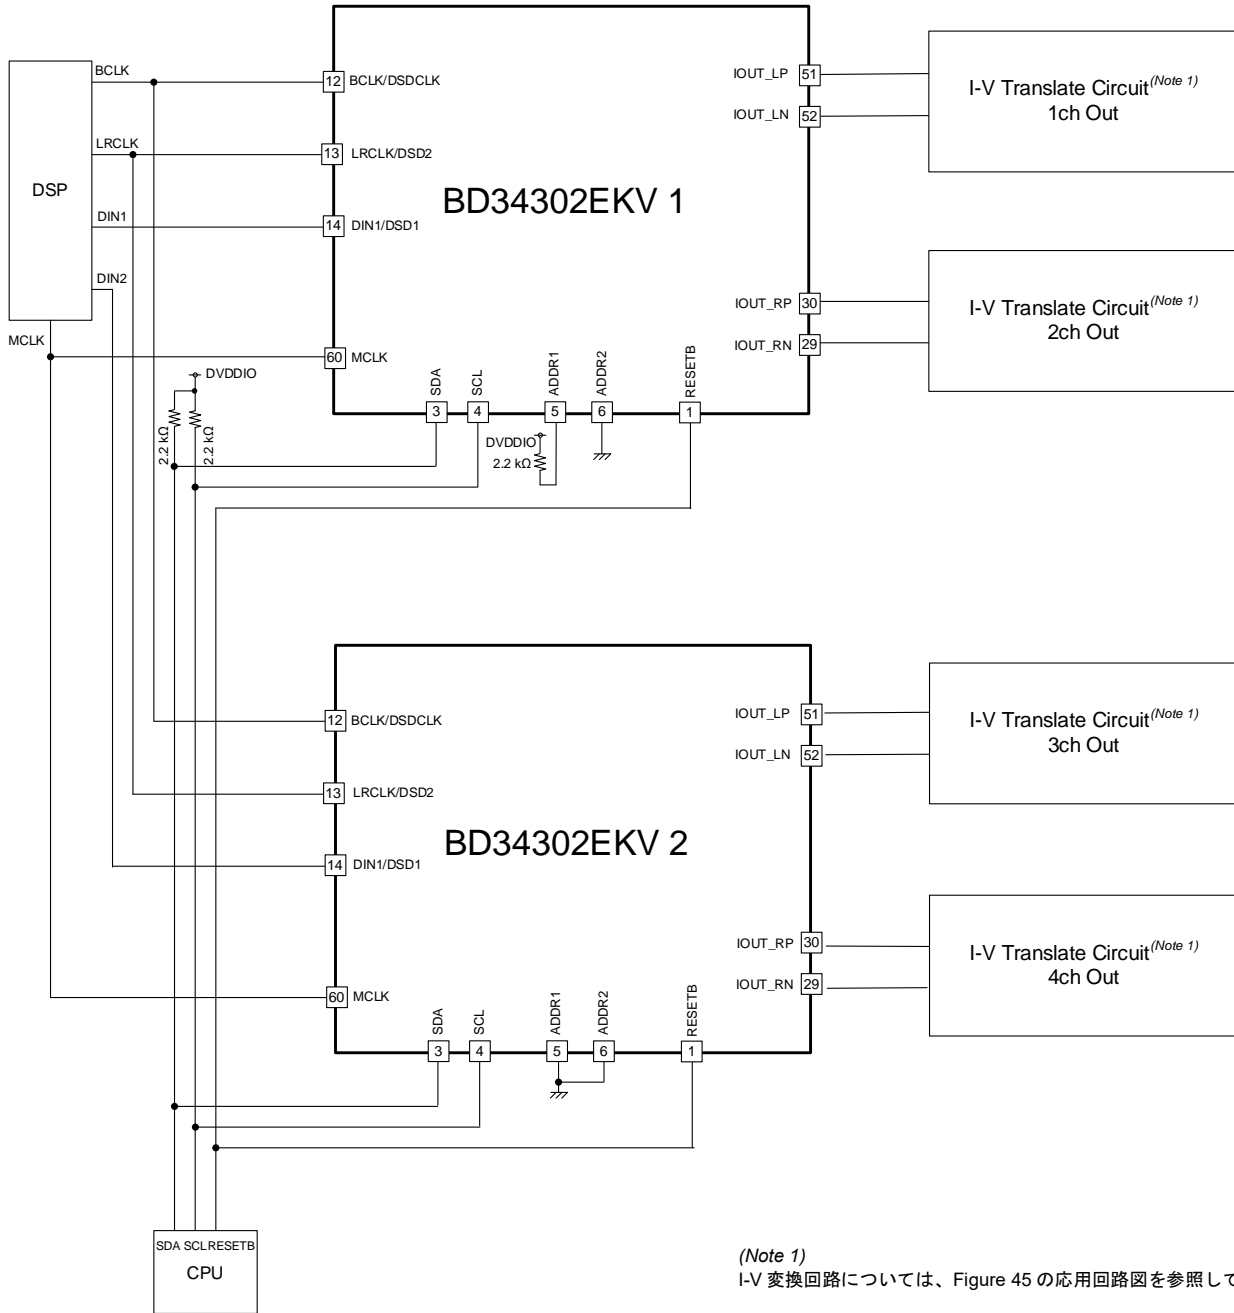 DSP
BCLK
LRCLK
DIN1
DIN2
MCLK
BD34302EKV 1
12 BCLK/DSDCLK
13 LRCLK/DSD2
14 DIN1/DSD1
60 MCLK
SDA
3
SCL
4
ADDR1
5
ADDR2
6
RESETB
1
IOUT_LP 51
IOUT_LN 52
IOUT_RP 30
IOUT_RN 29
I-V Translate Circuit(Note 1)
1ch Out
I-V Translate Circuit(Note 1)
2ch Out
DVDDIO
2.2 kΩ
2.2 kΩ
DVDDIO
2.2 kΩ
BD34302EKV 2
12 BCLK/DSDCLK
13 LRCLK/DSD2
14 DIN1/DSD1
60 MCLK
SDA
3
SCL
4
ADDR1
5
ADDR2
6
RESETB
1
IOUT_LP 51
IOUT_LN 52
IOUT_RP 30
IOUT_RN 29
I-V Translate Circuit(Note 1)
3ch Out
I-V Translate Circuit(Note 1)
4ch Out
SDA SCL RESETB
CPU
(Note 1)
I-V 変換回路については、Figure 45 の応用回路図を参照して